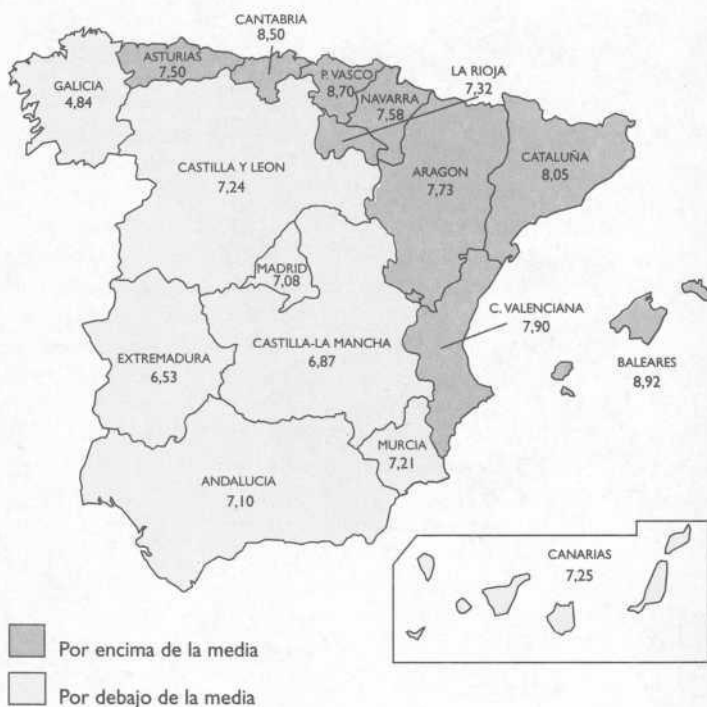 CANTABRIA
8,50
ASTURIAS
7,50
P. VASCO
8,70
LA RIOJA
7,32
GALICIA
4,84
NAVARRA
7,58
CASTILLA Y LEON
7,24
ARAGON
7,73
CATALUÑA
8,05
MADRID
7,08
C. VALENCIANA
7,90
EXTREMADURA
6,53
CASTILLA-LA MANCHA
6,87
BALEARES
8,92
MURCIA
7,21
ANDALUCIA
7,10
CANARIAS
7,25
Por encima de la media
Por debajo de la media